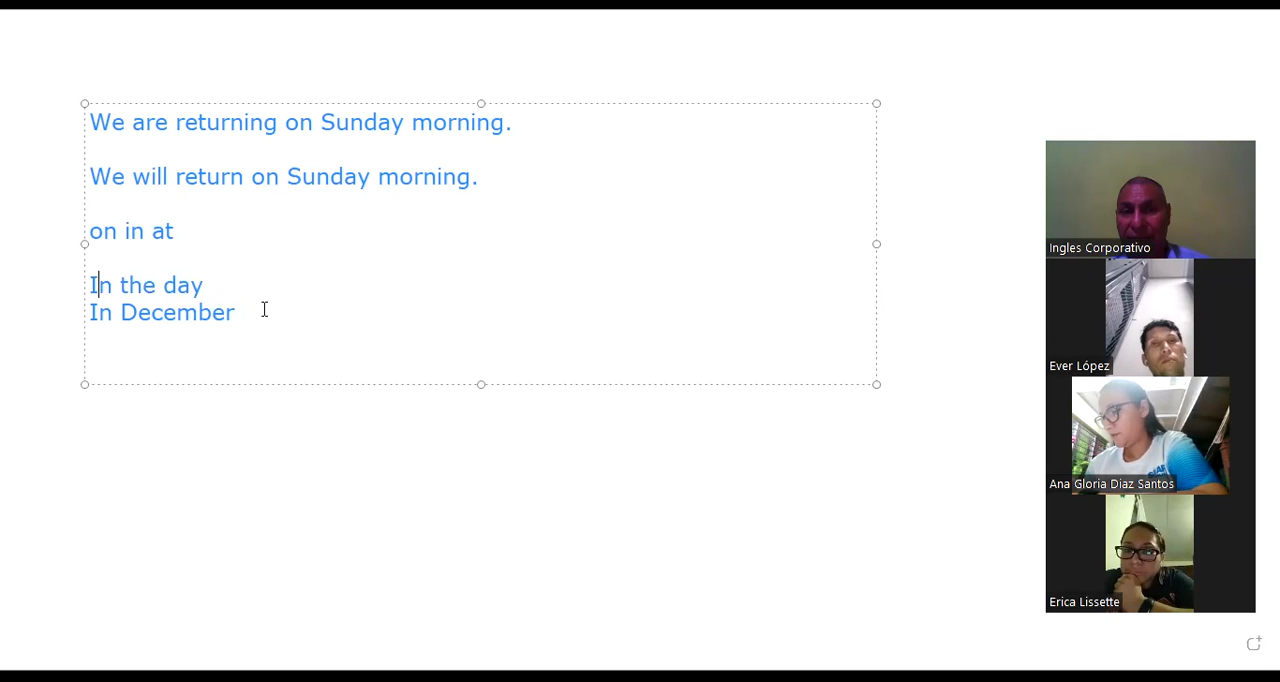 We are returning on Sunday morning.
We will return on Sunday morning.
on in at
In the day
In December
Ingles Corporativo
Ever López
Ana Gloria Diaz Santos
Erica Lissette